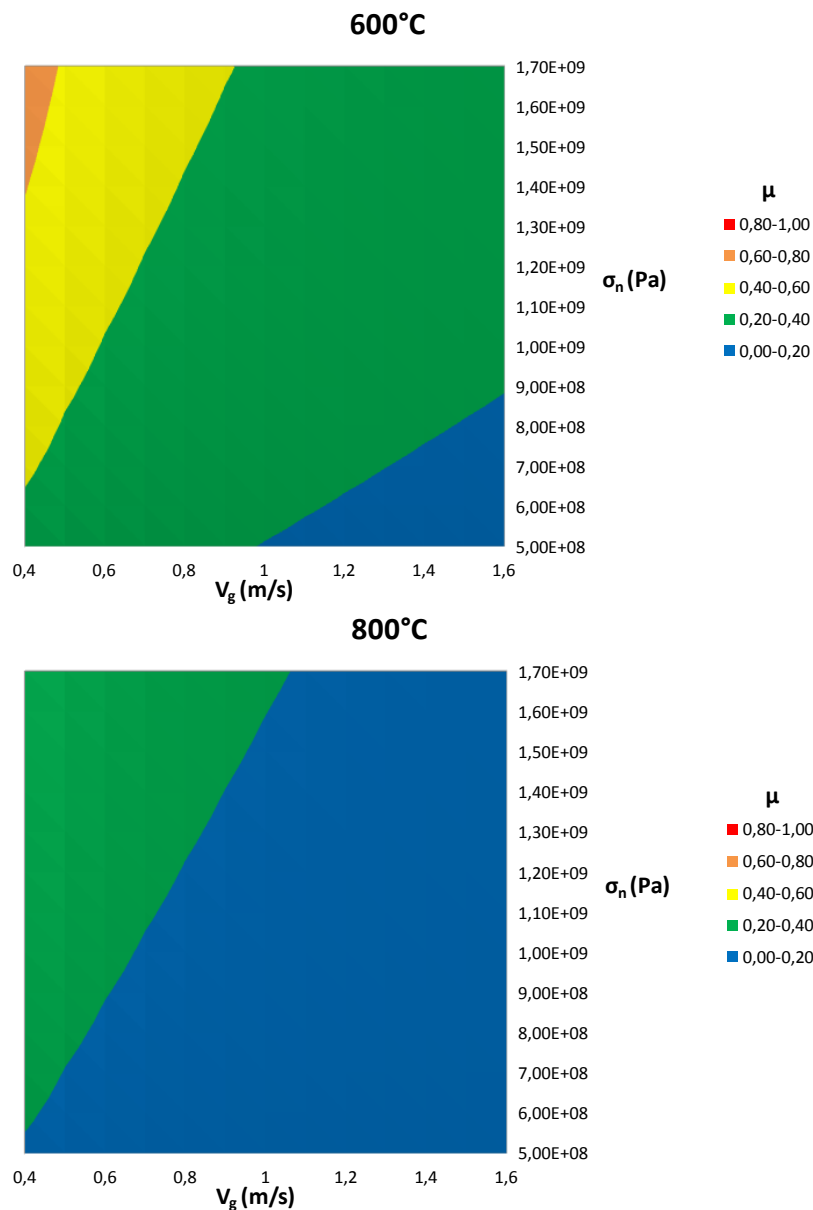 600°C
1,70E+09
1,60E+09
1,50E+09
1,40E+09
1,30E+09
1,20E+09
1,10E+09
1,00E+09
9,00E+08
8,00E+08
7,00E+08
6,00E+08
5,00E+08
σn (Pa)
μ
0,80-1,00
0,60-0,80
0,40-0,60
0,20-0,40
0,00-0,20
0,4 0,6 0,8 1 1,2 1,4 1,6
Vg (m/s)
800°C
1,70E+09
1,60E+09
1,50E+09
1,40E+09
1,30E+09
1,20E+09
1,10E+09
1,00E+09
9,00E+08
8,00E+08
7,00E+08
6,00E+08
5,00E+08
σn (Pa)
μ
0,80-1,00
0,60-0,80
0,40-0,60
0,20-0,40
0,00-0,20
0,4 0,6 0,8 1 1,2 1,4 1,6
Vg (m/s)